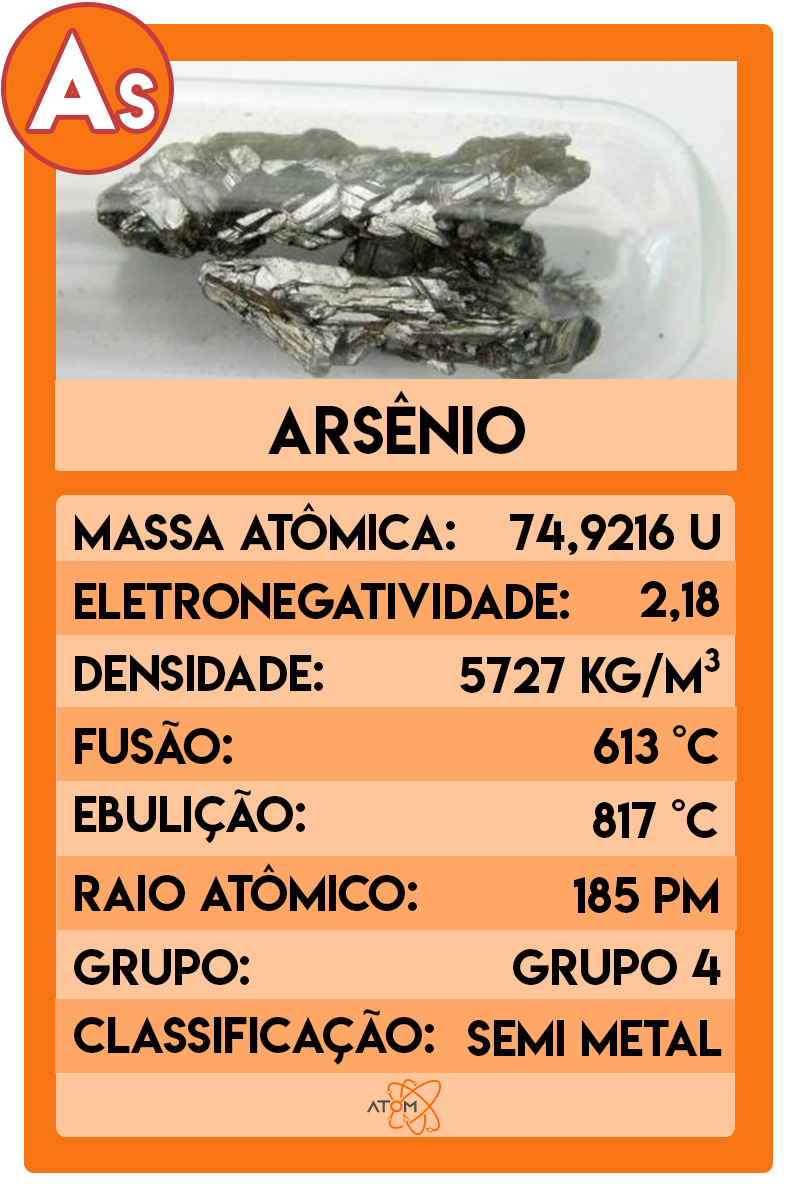 As
ARSÊNIO
MASSA ATÔMICA: 74,9216 U
ELETRONEGATIVIDADE: 2,18
DENSIDADE: 5727 KG/M³
FUSÃO: 613 °C
EBULIÇÃO: 817 °C
RAIO ATÔMICO: 185 PM
GRUPO: GRUPO 4
CLASSIFICAÇÃO: SEMI METAL
ATOM